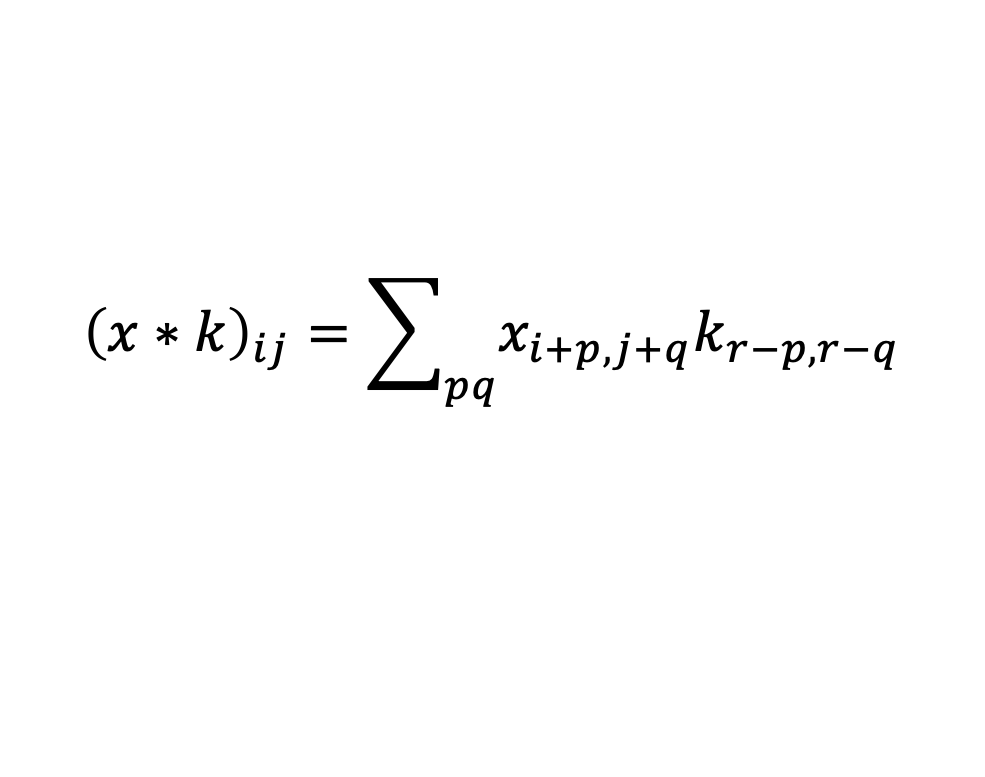 (x ∗ k)ᵢⱼ = ∑_{pq} x_{i+p,j+q}k_{r−p,r−q}